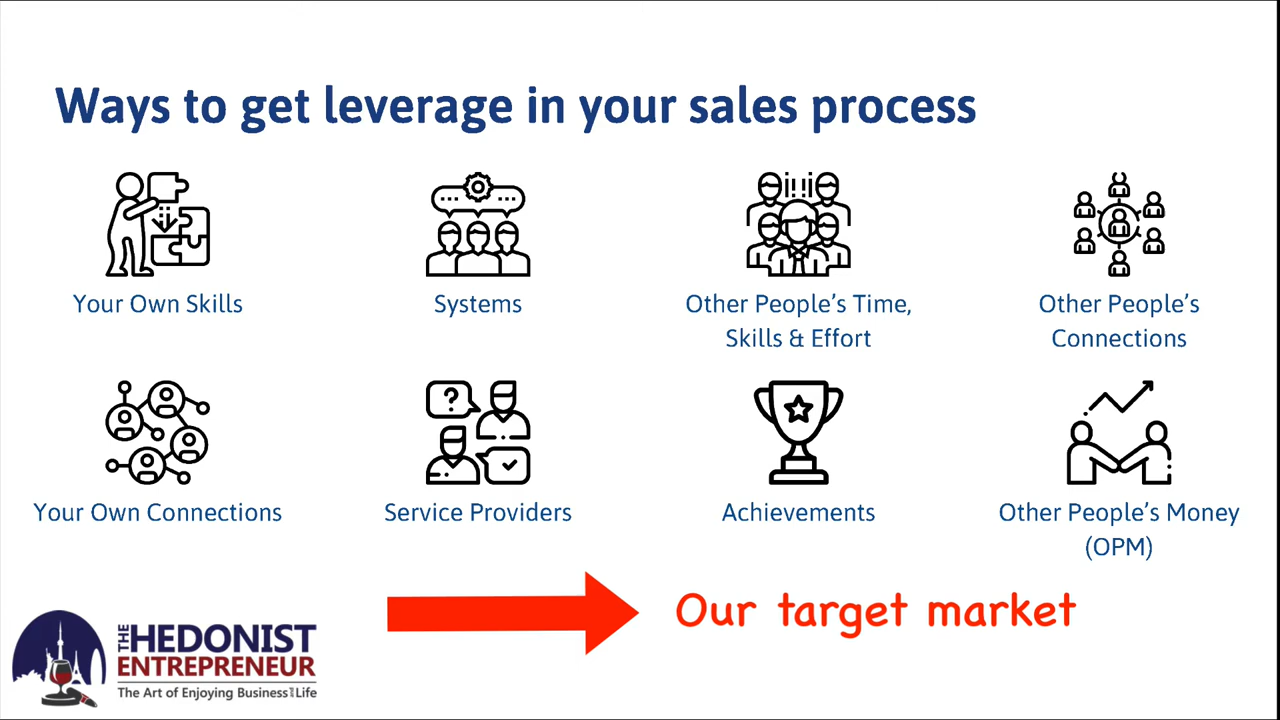 Ways to get leverage in your sales process
Your Own Skills
Systems
Other People's Time,
Skills & Effort
Other People's
Connections
?
Your Own Connections
Service Providers
Achievements
Other People's Money
(OPM)
Our target market
THE HEDONIST
ENTREPRENEUR
The Art of Enjoying Business and Life